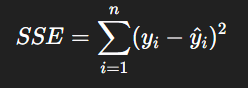 SSE = \sum_{i=1}^{n} (y_i - \hat{y}_i)^2